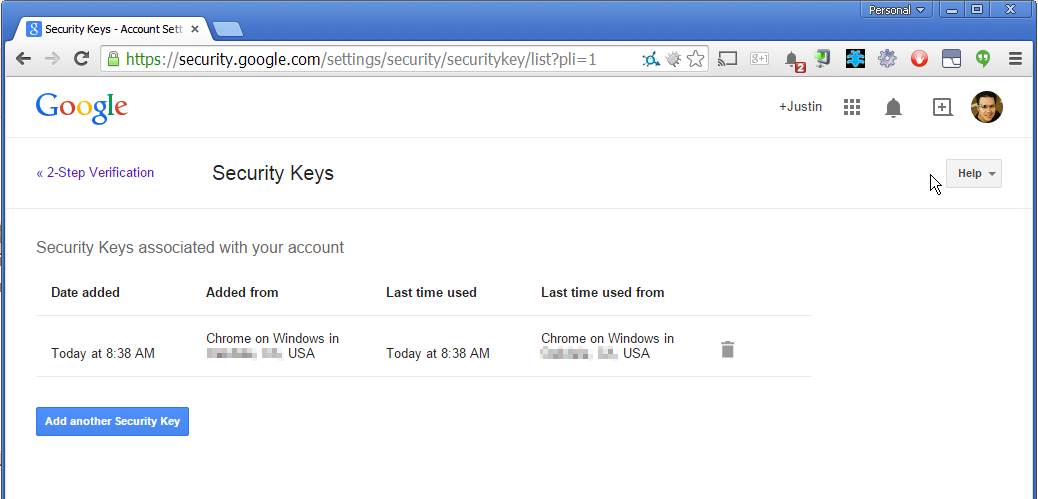 Personal
Security Keys - Account Sett
https://security.google.com/settings/security/securitykey/list?pli=1
g+1
2
Google
+Justin
« 2-Step Verification
Security Keys
Help
Security Keys associated with your account
Date added Added from Last time used Last time used from
Chrome on Windows in Chrome on Windows in
Today at 8:38 AM USA Today at 8:38 AM USA
Add another Security Key